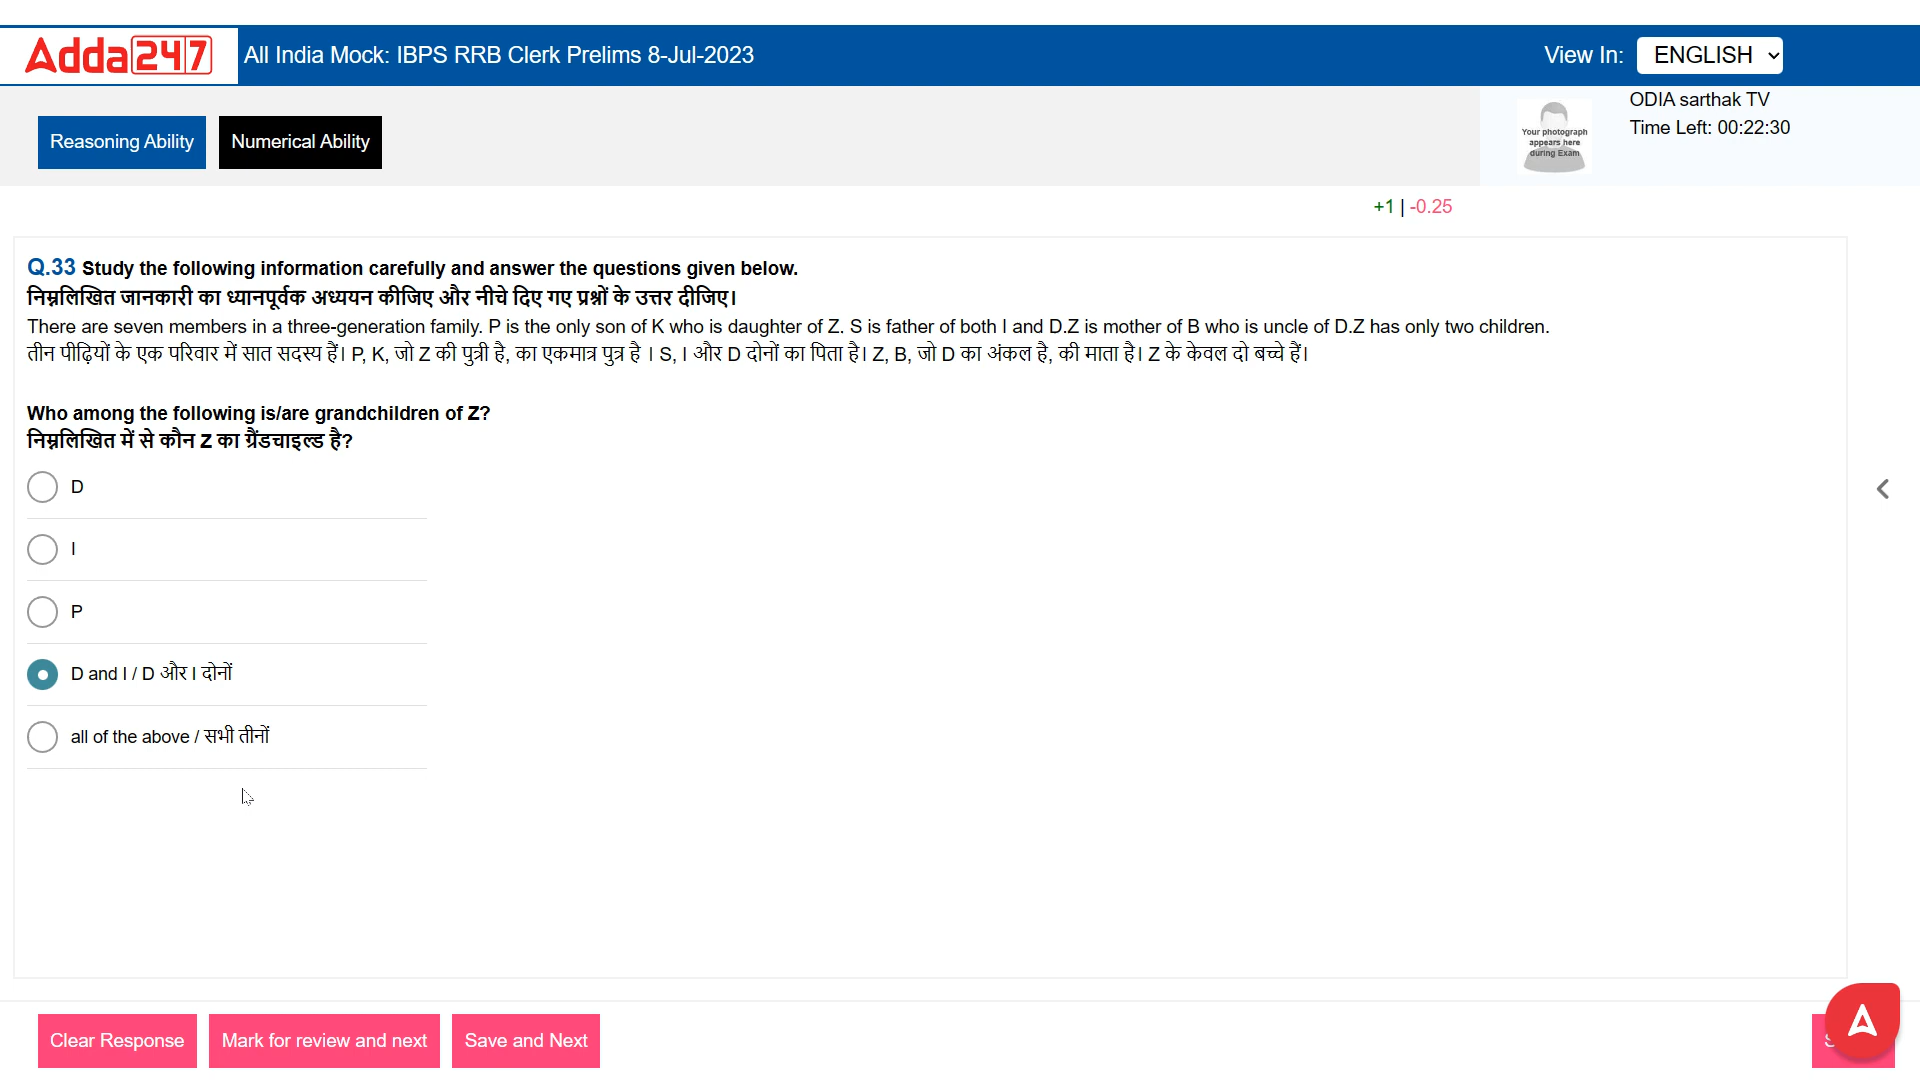 Adda247 All India Mock: IBPS RRB Clerk Prelims 8-Jul-2023 View In: ENGLISH
Reasoning Ability Numerical Ability
Your photograph
appears here
during Exam
ODIA sarthak TV
Time Left: 00:22:30
+1 | -0.25
Q.33 Study the following information carefully and answer the questions given below.
निम्नलिखित जानकारी का ध्यानपूर्वक अध्ययन कीजिए और नीचे दिए गए प्रश्नों के उत्तर दीजिए।
There are seven members in a three-generation family. P is the only son of K who is daughter of Z. S is father of both I and D.Z is mother of B who is uncle of D.Z has only two children.
तीन पीढ़ियों के एक परिवार में सात सदस्य हैं। P, K, जो Z की पुत्री है, का एकमात्र पुत्र है । S, I और D दोनों का पिता है। Z, B, जो D का अंकल है, की माता है। Z के केवल दो बच्चे हैं।
Who among the following is/are grandchildren of Z?
निम्नलिखित में से कौन Z का ग्रैंडचाइल्ड है?
D
I
P
D and I / D और I दोनों
all of the above / सभी तीनों
Clear Response Mark for review and next Save and Next